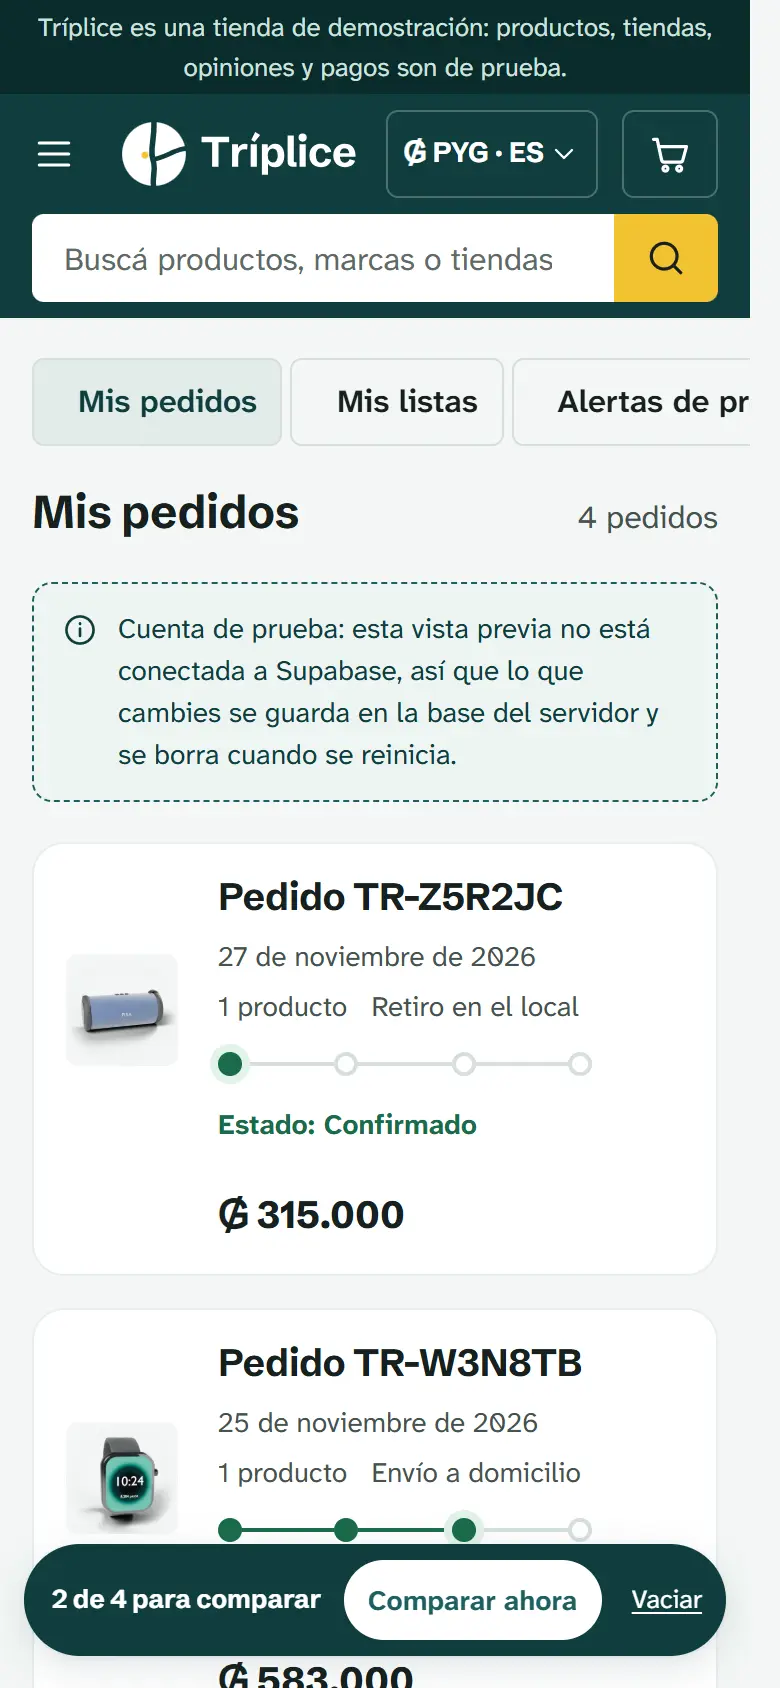 Tríplice es una tienda de demostración: productos, tiendas,
opiniones y pagos son de prueba.
Tríplice
₲ PYG · ES
Buscá productos, marcas o tiendas
Mis pedidos
Mis listas
Alertas de pr
Mis pedidos
4 pedidos
Cuenta de prueba: esta vista previa no está
conectada a Supabase, así que lo que
cambies se guarda en la base del servidor y
se borra cuando se reinicia.
Pedido TR-Z5R2JC
27 de noviembre de 2026
1 producto Retiro en el local
Estado: Confirmado
₲ 315.000
Pedido TR-W3N8TB
25 de noviembre de 2026
10:24
1 producto Envío a domicilio
2 de 4 para comparar
Comparar ahora
Vaciar
₲ 583.000